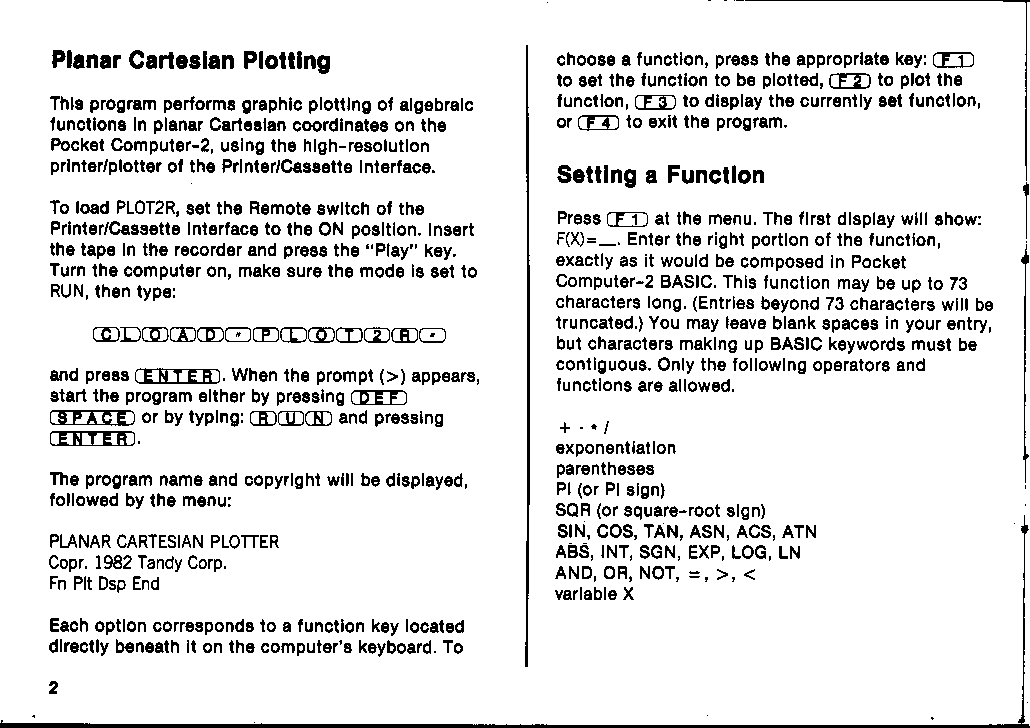 Planar Cartesian Plotting
This program performs graphic plotting of algebraic
functions in planar Cartesian coordinates on the
Pocket Computer-2, using the high-resolution
printer/plotter of the Printer/Cassette Interface.
To load PLOT2R, set the Remote switch of the
Printer/Cassette Interface to the ON position. Insert
the tape in the recorder and press the "Play" key.
Turn the computer on, make sure the mode is set to
RUN, then type:
C L O A D " P L O T 2 R "
and press ENTER. When the prompt (>) appears,
start the program either by pressing DEF
SPACE or by typing: R U N and pressing
ENTER.
The program name and copyright will be displayed,
followed by the menu:
PLANAR CARTESIAN PLOTTER
Copr. 1982 Tandy Corp.
Fn Plt Dsp End
Each option corresponds to a function key located
directly beneath it on the computer's keyboard. To
2
choose a function, press the appropriate key: F1
to set the function to be plotted, F2 to plot the
function, F3 to display the currently set function,
or F4 to exit the program.
Setting a Function
Press F1 at the menu. The first display will show:
F(X)=_. Enter the right portion of the function,
exactly as it would be composed in Pocket
Computer-2 BASIC. This function may be up to 73
characters long. (Entries beyond 73 characters will be
truncated.) You may leave blank spaces in your entry,
but characters making up BASIC keywords must be
contiguous. Only the following operators and
functions are allowed.
+ - * /
exponentiation
parentheses
PI (or PI sign)
SQR (or square-root sign)
SIN, COS, TAN, ASN, ACS, ATN
ABS, INT, SGN, EXP, LOG, LN
AND, OR, NOT, =, >, <
variable X